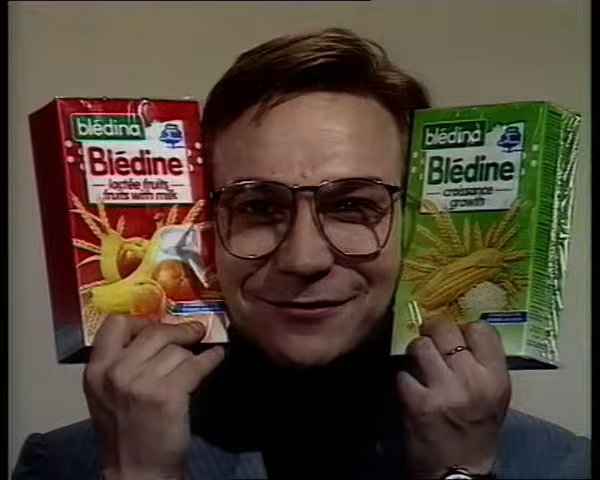 blédina
Blédine
lactée fruits
fruits with milk
blédina
Blédine
croissance
growth